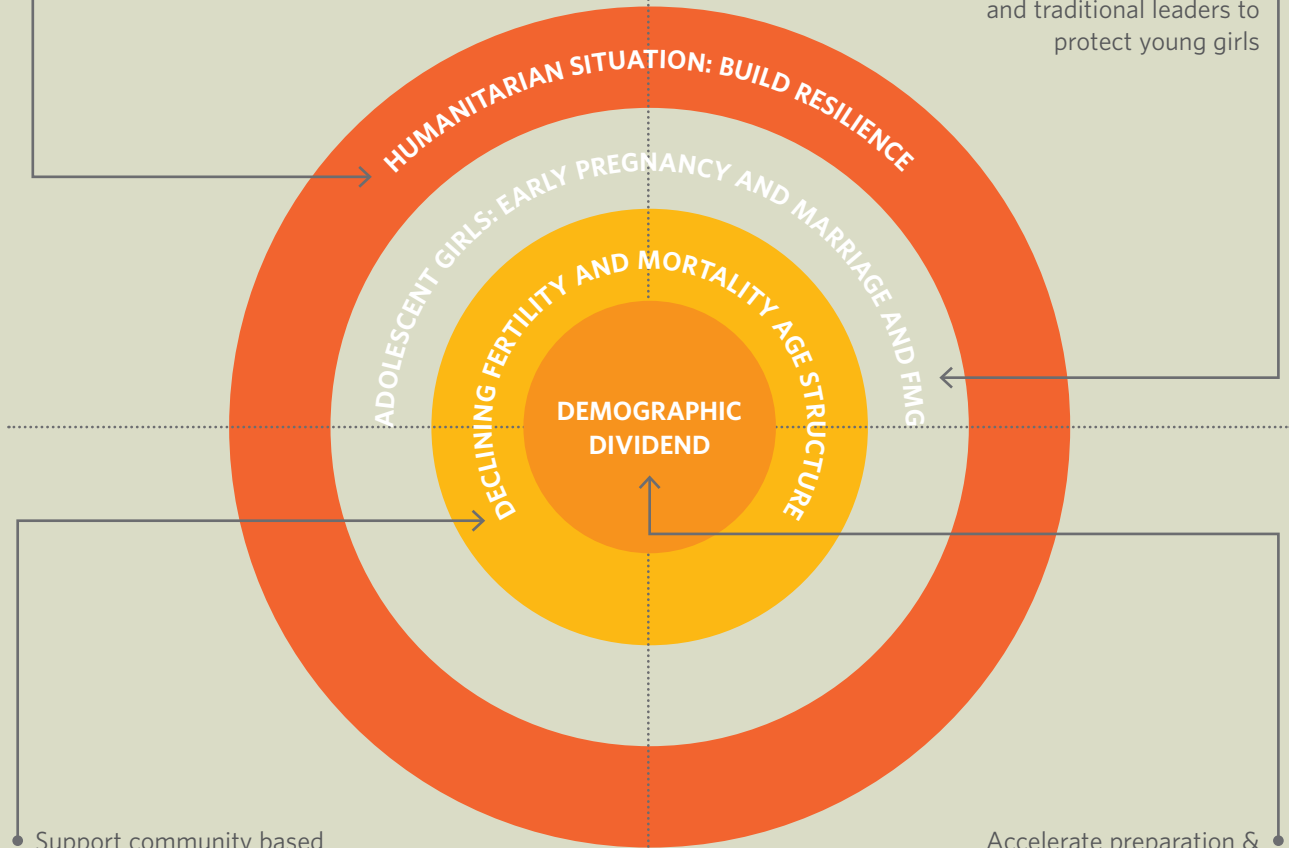 and traditional leaders to
protect young girls
HUMANITARIAN SITUATION: BUILD RESILIENCE
ADOLESCENT GIRLS: EARLY PREGNANCY AND MARRIAGE AND FMG
DECLINING FERTILITY AND MORTALITY AGE STRUCTURE
DEMOGRAPHIC
DIVIDEND
Support community based
Accelerate preparation &